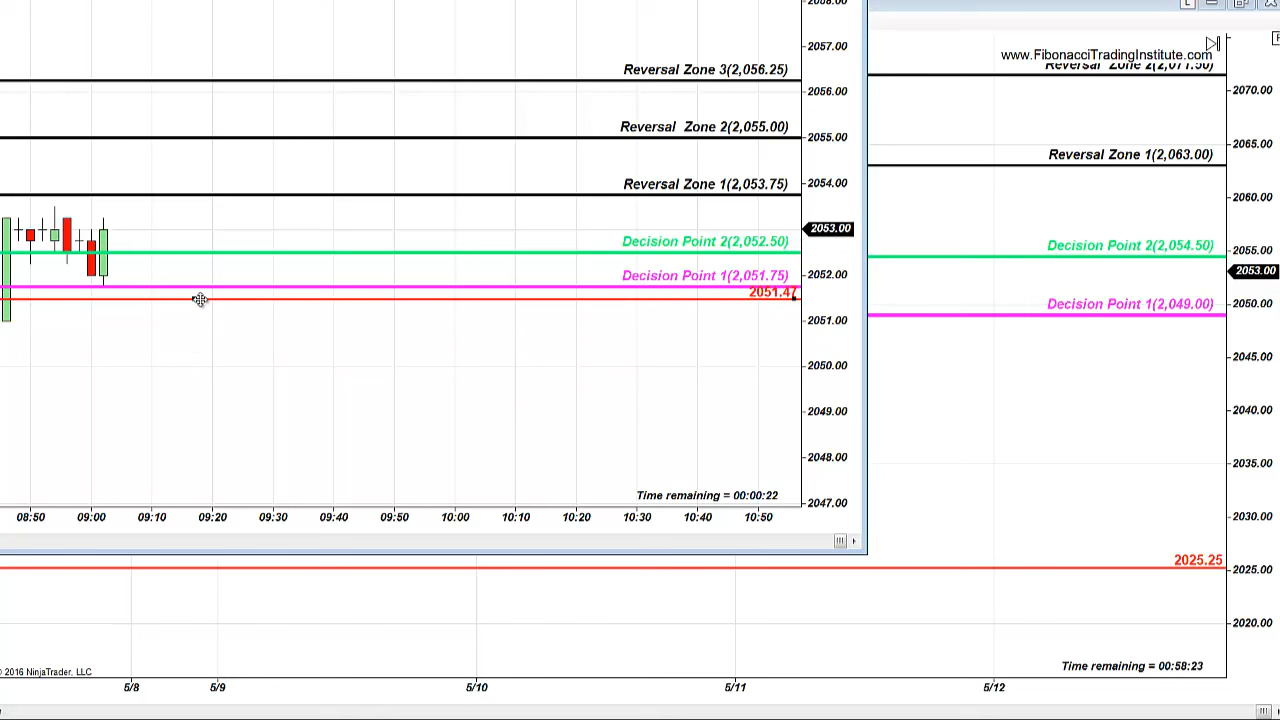 2058.00
2057.00
Reversal Zone 3(2,056.25)
2056.00
Reversal Zone 2(2,055.00)
2055.00
Reversal Zone 1(2,053.75)
2054.00
2053.00
Decision Point 2(2,052.50)
Decision Point 1(2,051.75)
2052.00
2051.47
2051.00
2050.00
2049.00
2048.00
Time remaining = 00:00:22
2047.00
08:50 09:00 09:10 09:20 09:30 09:40 09:50 10:00 10:10 10:20 10:30 10:40 10:50
L
F
www.FibonacciTradingInstitute.com
Reversal Zone 2(2,071.50)
2070.00
Reversal Zone 1(2,063.00)
2065.00
2060.00
Decision Point 2(2,054.50)
2055.00
2053.00
Decision Point 1(2,049.00)
2050.00
2045.00
2040.00
2035.00
2030.00
2025.25
2025.00
2020.00
© 2016 NinjaTrader, LLC
Time remaining = 00:58:23
5/8 5/9 5/10 5/11 5/12